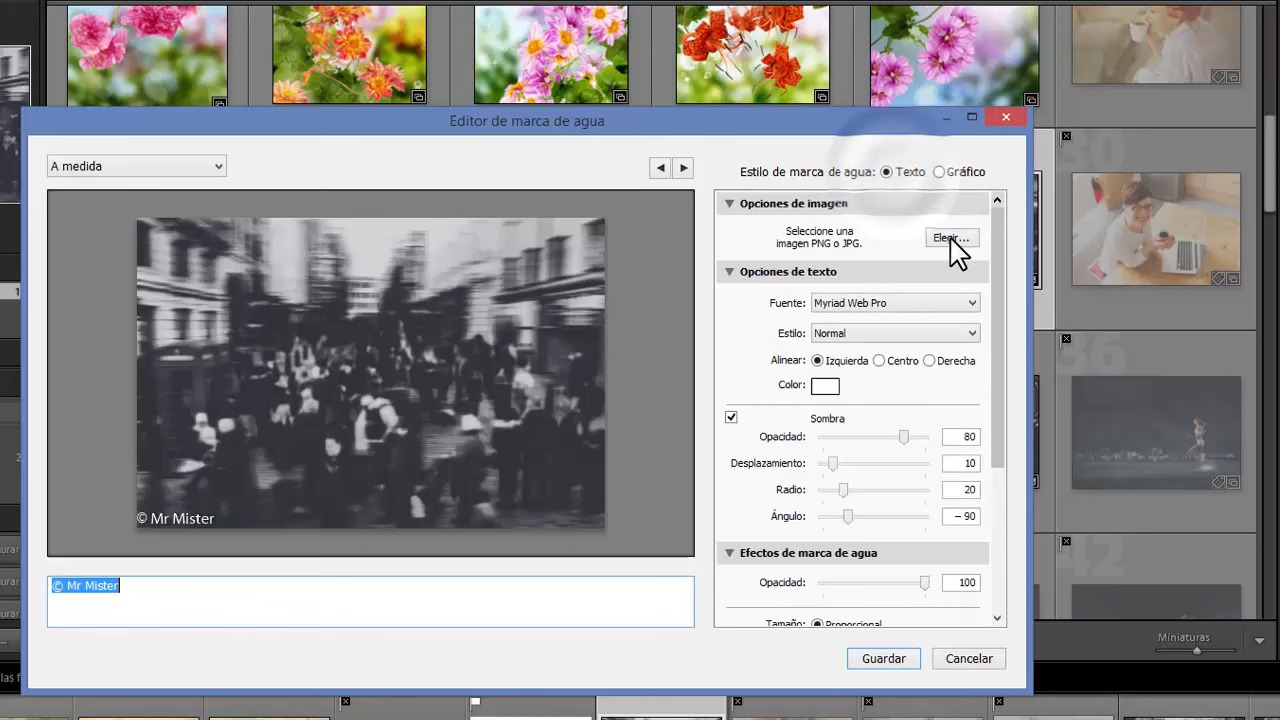 30
Editor de marca de agua
A medida
Estilo de marca de agua: Texto Gráfico
Opciones de imagen
Seleccione una
imagen PNG o JPG.
Elegir...
Opciones de texto
Fuente: Myriad Web Pro
Estilo: Normal
Alinear: Izquierda Centro Derecha
Color:
Sombra
Opacidad: 80
Desplazamiento: 10
Radio: 20
Ángulo: – 90
Efectos de marca de agua
Opacidad: 100
Tamaño: Proporcional
© Mr Mister
© Mr Mister
Guardar Cancelar
36
42
Miniaturas